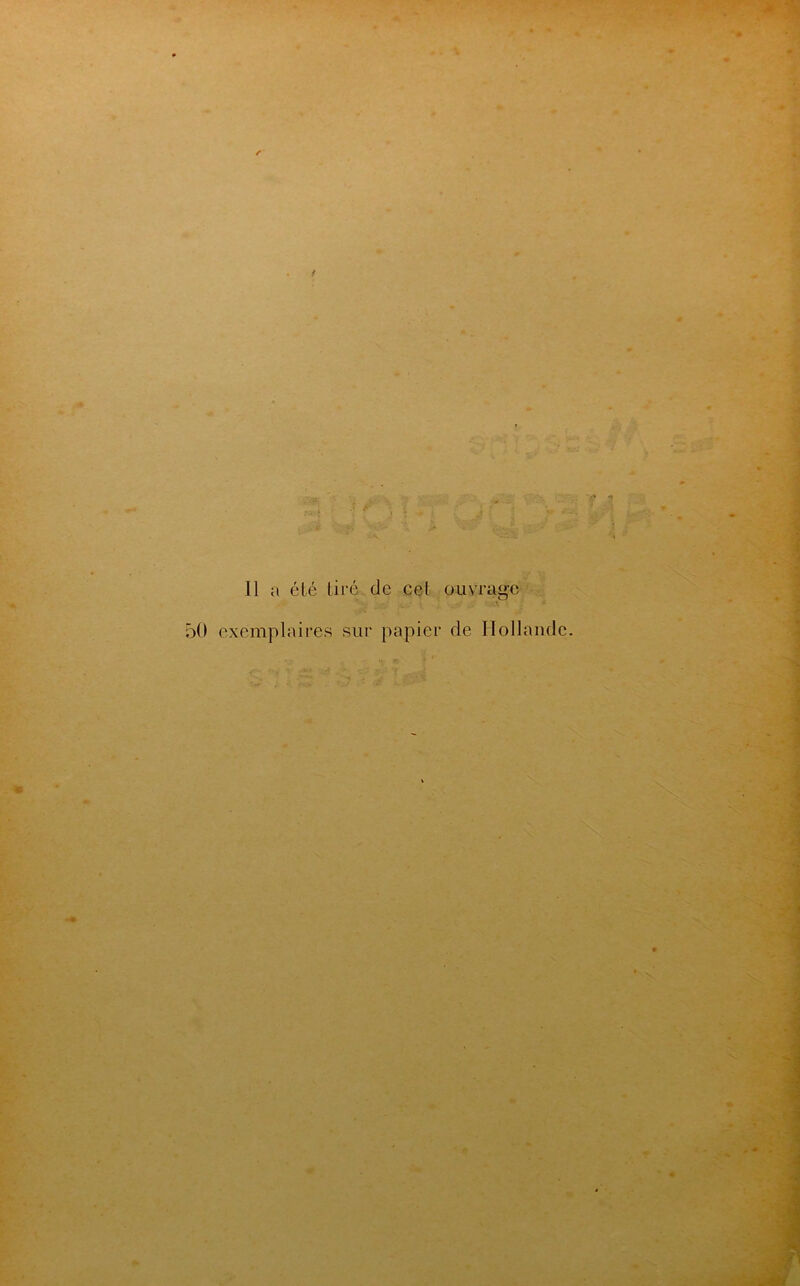 Il a été tiré de cet ouvrage
50 exemplaires sur papier de Hollande.